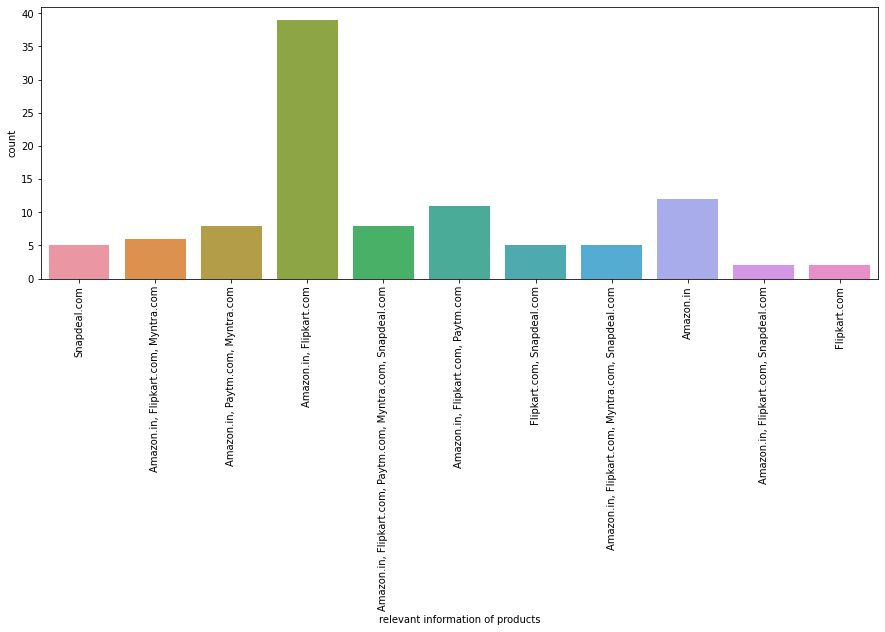 40
35
30
25
20
15
10
5
0
count
Snapdeal.com
Amazon.in, Flipkart.com, Myntra.com
Amazon.in, Paytm.com, Myntra.com
Amazon.in, Flipkart.com
Amazon.in, Flipkart.com, Paytm.com, Myntra.com, Snapdeal.com
Amazon.in, Flipkart.com, Paytm.com
Flipkart.com, Snapdeal.com
Amazon.in, Flipkart.com, Myntra.com, Snapdeal.com
Amazon.in
Amazon.in, Flipkart.com, Snapdeal.com
Flipkart.com
relevant information of products